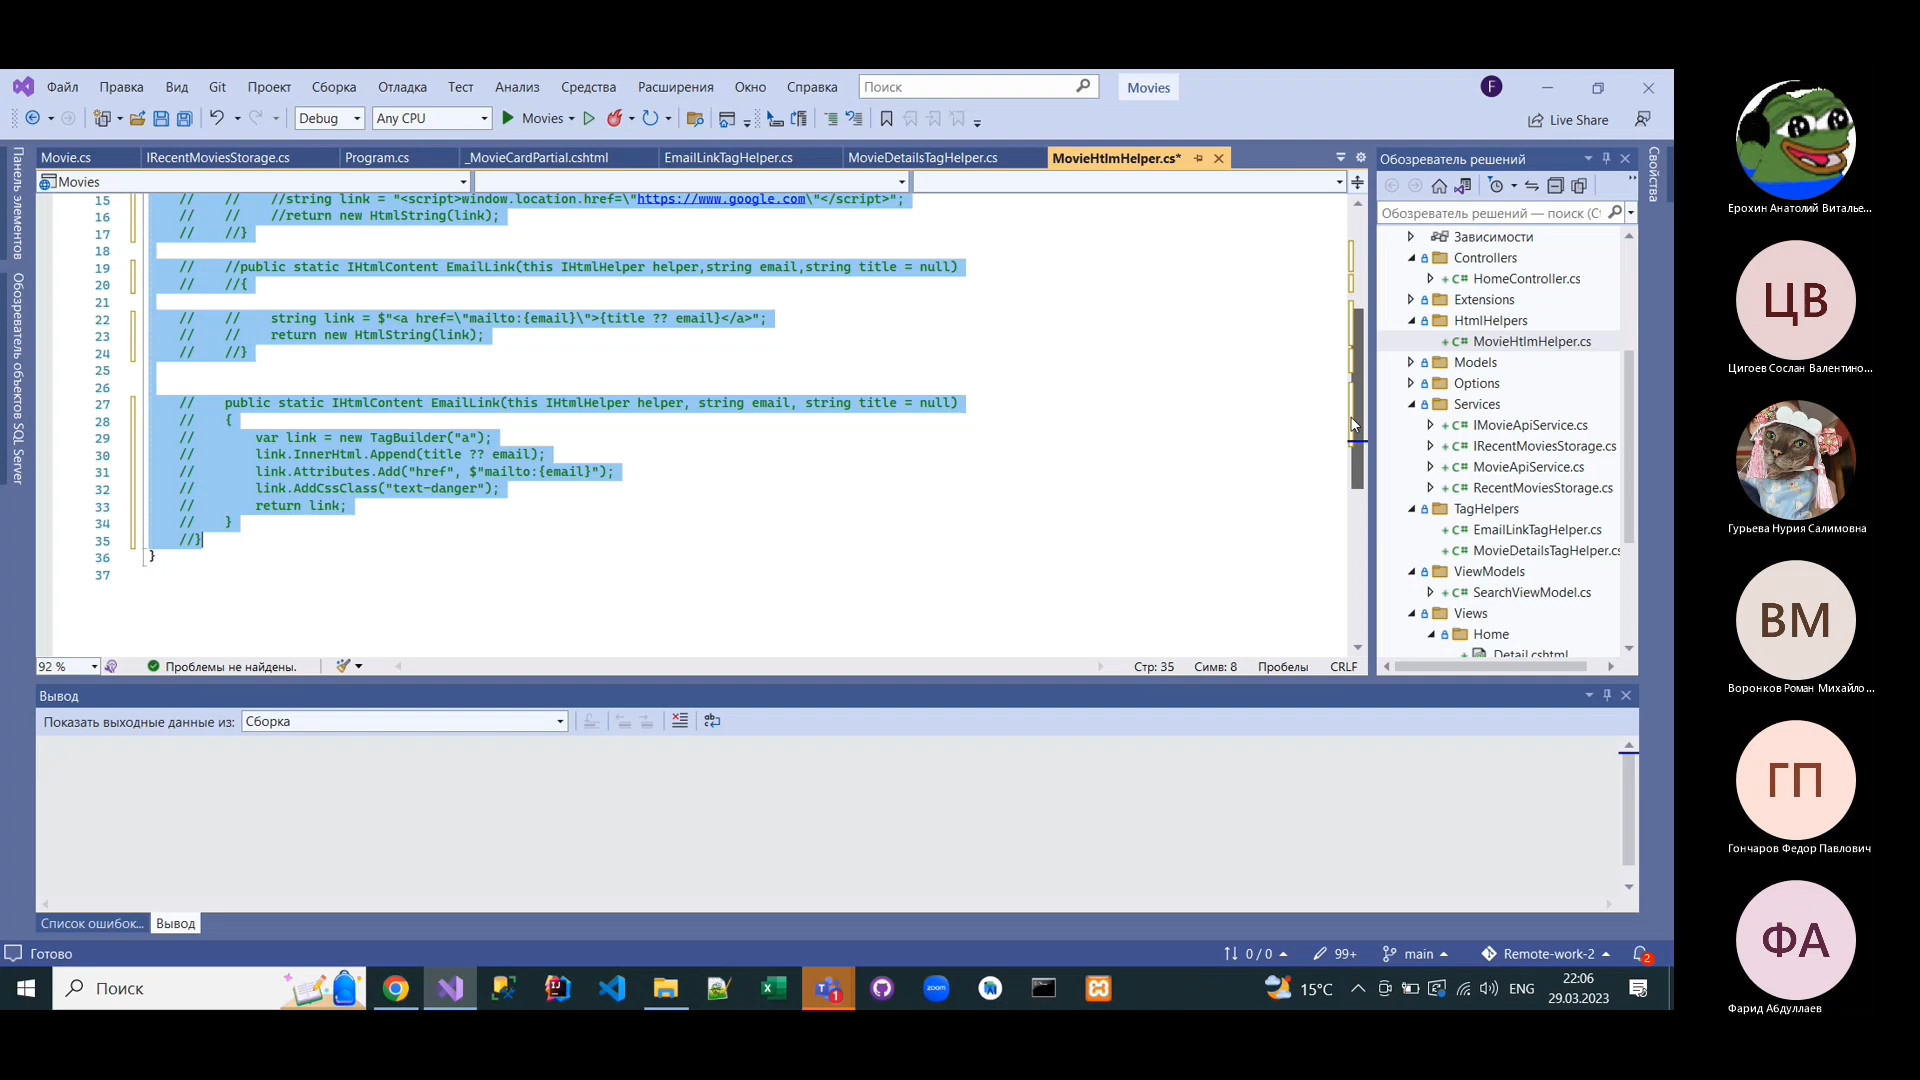 Файл Правка Вид Git Проект Сборка Отладка Тест Анализ Средства Расширения Окно Справка Поиск Movies F
Debug Any CPU Movies Live Share
Movie.cs IRecentMoviesStorage.cs Program.cs _MovieCardPartial.cshtml EmailLinkTagHelper.cs MovieDetailsTagHelper.cs MovieHtlmHelper.cs*
Movies
Панель элементов
Обозреватель объектов SQL Server
15 // // //string link = "<script>window.location.href=\"https://www.google.com\"</script>";
16 // // //return new HtmlString(link);
17 // //}
18
19 // //public static IHtmlContent EmailLink(this IHtmlHelper helper,string email,string title = null)
20 // //{
21
22 // // string link = $"<a href=\"mailto:{email}\">{title ?? email}</a>";
23 // // return new HtmlString(link);
24 // //}
25
26
27 // public static IHtmlContent EmailLink(this IHtmlHelper helper, string email, string title = null)
28 // {
29 // var link = new TagBuilder("a");
30 // link.InnerHtml.Append(title ?? email);
31 // link.Attributes.Add("href", $"mailto:{email}");
32 // link.AddCssClass("text-danger");
33 // return link;
34 // }
35 //}
36 }
37
92 % Проблемы не найдены. Стр: 35 Симв: 8 Пробелы CRLF
Обозреватель решений
Свойства
Обозреватель решений — поиск (С
Зависимости
Controllers
HomeController.cs
Extensions
HtmlHelpers
MovieHtlmHelper.cs
Models
Options
Services
IMovieApiService.cs
IRecentMoviesStorage.cs
MovieApiService.cs
RecentMoviesStorage.cs
TagHelpers
EmailLinkTagHelper.cs
MovieDetailsTagHelper.cs
ViewModels
SearchViewModel.cs
Views
Home
Detail.cshtml
Вывод
Показать выходные данные из: Сборка
Список ошибок... Вывод
Готово 0 / 0 99+ main Remote-work-2 2
Поиск zoom 1 15°C ENG 22:06
29.03.2023
Ерохин Анатолий Виталье...
ЦВ
Цигоев Сослан Валентино...
Гурьева Нурия Салимовна
ВМ
Воронков Роман Михайло...
ГП
Гончаров Федор Павлович
ФА
Фарид Абдуллаев